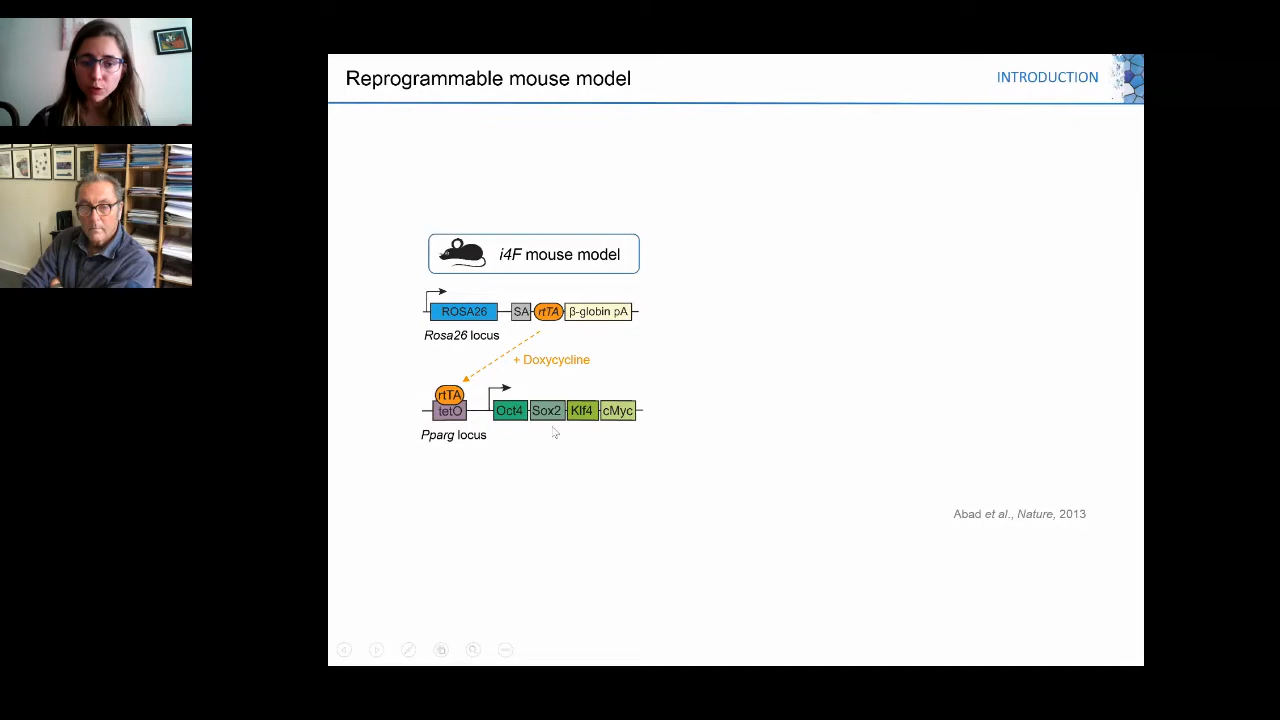 Reprogrammable mouse model
INTRODUCTION
i4F mouse model
ROSA26 SA rtTA β-globin pA
Rosa26 locus
+ Doxycycline
rtTA
tetO Oct4 Sox2 Klf4 cMyc
Pparg locus
Abad et al., Nature, 2013